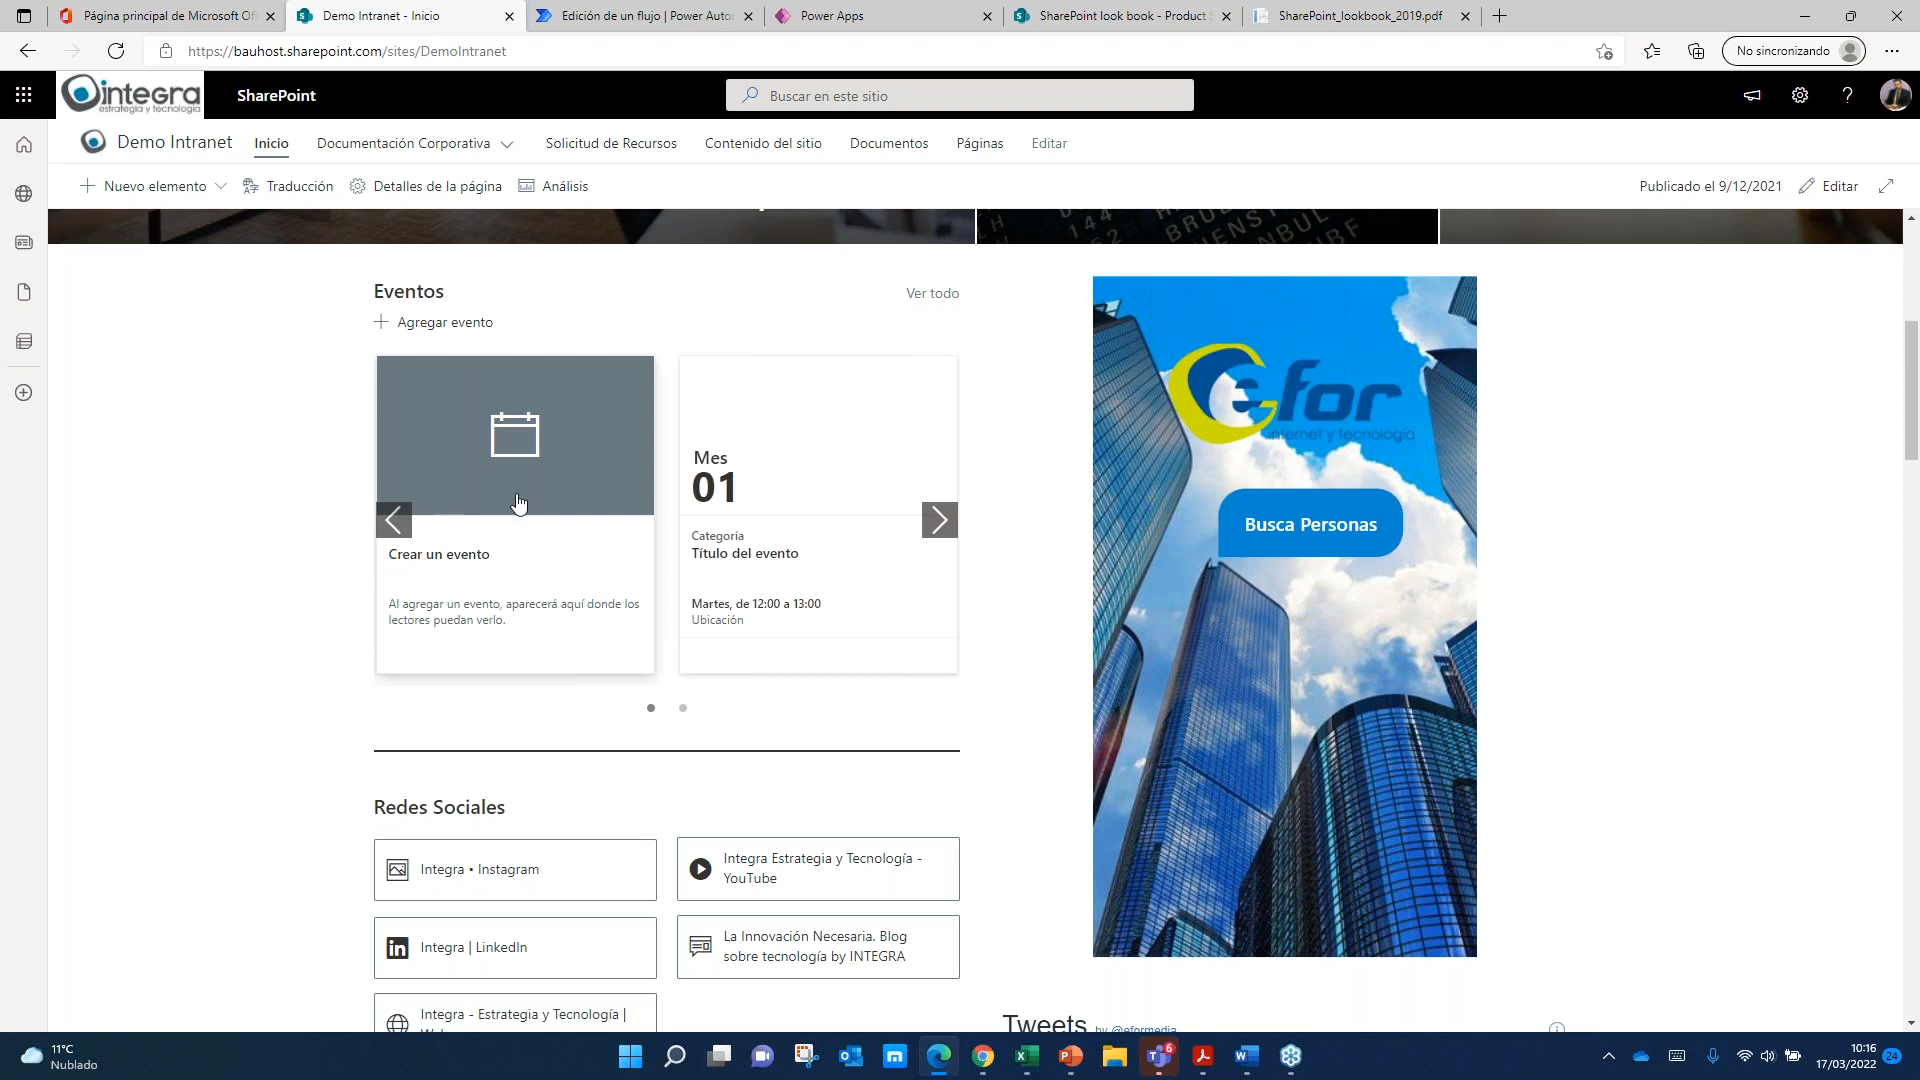 Página principal de Microsoft Of
Demo Intranet - Inicio
Edición de un flujo | Power Autor
Power Apps
SharePoint look book - Product S
SharePoint_lookbook_2019.pdf
https://bauhost.sharepoint.com/sites/DemoIntranet
No sincronizando
integra
estrategia y tecnología
SharePoint
Buscar en este sitio
Demo Intranet
Inicio
Documentación Corporativa
Solicitud de Recursos
Contenido del sitio
Documentos
Páginas
Editar
Nuevo elemento
Traducción
Detalles de la página
Análisis
Publicado el 9/12/2021
Editar
Eventos
Ver todo
Agregar evento
Mes
01
Crear un evento
Al agregar un evento, aparecerá aquí donde los
lectores puedan verlo.
Categoría
Título del evento
Martes, de 12:00 a 13:00
Ubicación
efor
internet y tecnología
Busca Personas
Redes Sociales
Integra • Instagram
Integra Estrategia y Tecnología -
YouTube
Integra | LinkedIn
La Innovación Necesaria. Blog
sobre tecnología by INTEGRA
Integra - Estrategia y Tecnología |
Tweets by @eformedia
11°C
Nublado
6
10:16
17/03/2022
24